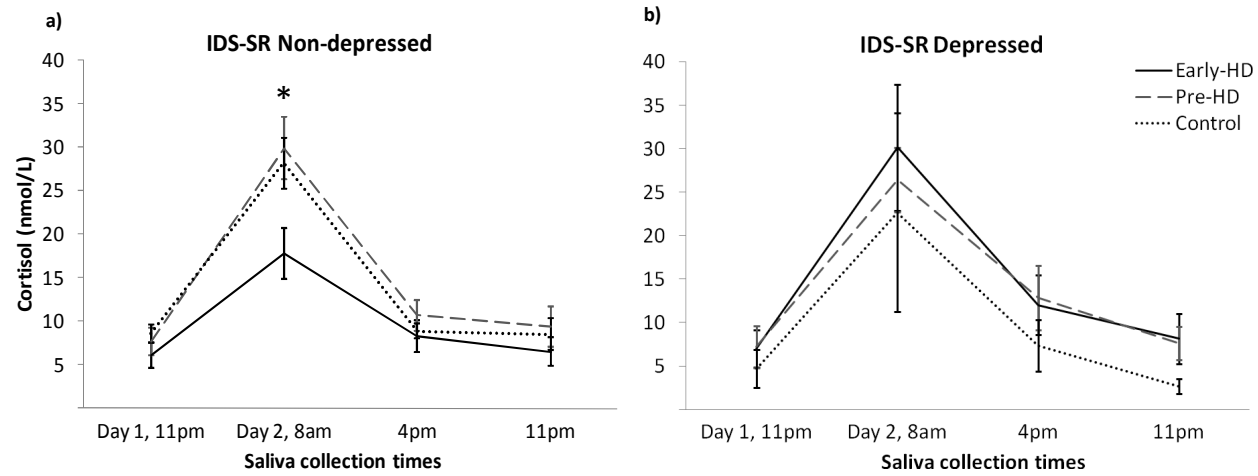 a)
IDS-SR Non-depressed
40
35
30
25
20
15
10
5
Cortisol (nmol/L)
*
Day 1, 11pm Day 2, 8am 4pm 11pm
Saliva collection times
b)
IDS-SR Depressed
40
35
30
25
20
15
10
5
Early-HD
Pre-HD
Control
Day 1, 11pm Day 2, 8am 4pm 11pm
Saliva collection times